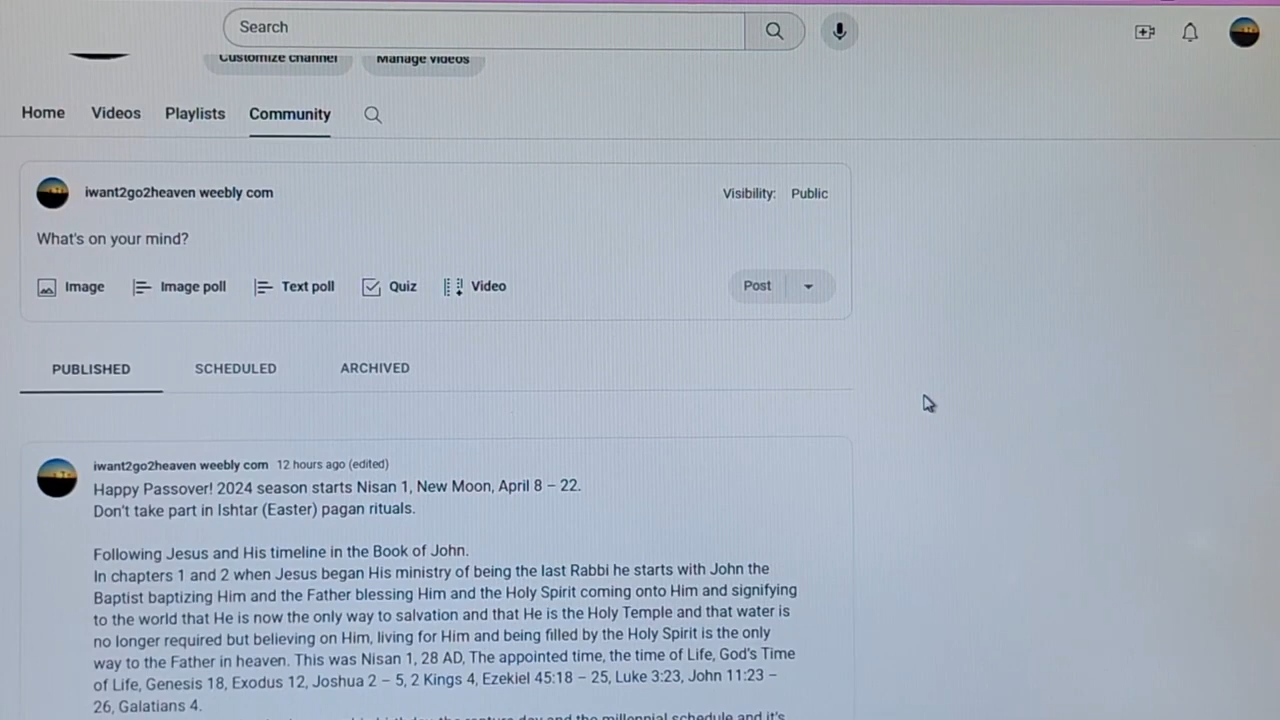 Search
Customize channel Manage videos
Home Videos Playlists Community
iwant2go2heaven weebly com Visibility: Public
What's on your mind?
Image Image poll Text poll Quiz Video Post
PUBLISHED SCHEDULED ARCHIVED
iwant2go2heaven weebly com 12 hours ago (edited)
Happy Passover! 2024 season starts Nisan 1, New Moon, April 8 – 22.
Don't take part in Ishtar (Easter) pagan rituals.
Following Jesus and His timeline in the Book of John.
In chapters 1 and 2 when Jesus began His ministry of being the last Rabbi he starts with John the
Baptist baptizing Him and the Father blessing Him and the Holy Spirit coming onto Him and signifying
to the world that He is now the only way to salvation and that He is the Holy Temple and that water is
no longer required but believing on Him, living for Him and being filled by the Holy Spirit is the only
way to the Father in heaven. This was Nisan 1, 28 AD, The appointed time, the time of Life, God's Time
of Life, Genesis 18, Exodus 12, Joshua 2 – 5, 2 Kings 4, Ezekiel 45:18 – 25, Luke 3:23, John 11:23 –
26, Galatians 4.
the millennial schedule and it's